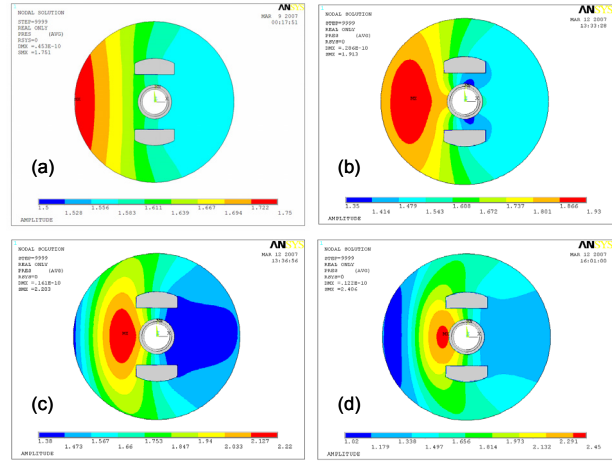 ANSYS
MAR 9 2007
00:17:51
NODAL SOLUTION
STEP=9999
REAL ONLY
PRES (AVG)
RSYS=0
DMX =.453E-10
SMX =1.751
(a)
1.5 1.556 1.611 1.667 1.722
1.528 1.583 1.639 1.694 1.75
AMPLITUDE
ANSYS
MAR 12 2007
13:33:28
NODAL SOLUTION
STEP=9999
REAL ONLY
PRES (AVG)
RSYS=0
DMX =.286E-10
SMX =1.913
(b)
1.35 1.479 1.608 1.737 1.866
1.414 1.543 1.672 1.801 1.93
AMPLITUDE
ANSYS
MAR 12 2007
13:36:56
NODAL SOLUTION
STEP=9999
REAL ONLY
PRES (AVG)
RSYS=0
DMX =.161E-10
SMX =2.203
(c)
1.38 1.567 1.753 1.94 2.127
1.473 1.66 1.847 2.033 2.22
AMPLITUDE
ANSYS
MAR 12 2007
16:01:00
NODAL SOLUTION
STEP=9999
REAL ONLY
PRES (AVG)
RSYS=0
DMX =.122E-10
SMX =2.406
(d)
1.02 1.338 1.656 1.973 2.291
1.179 1.497 1.814 2.132 2.45
AMPLITUDE